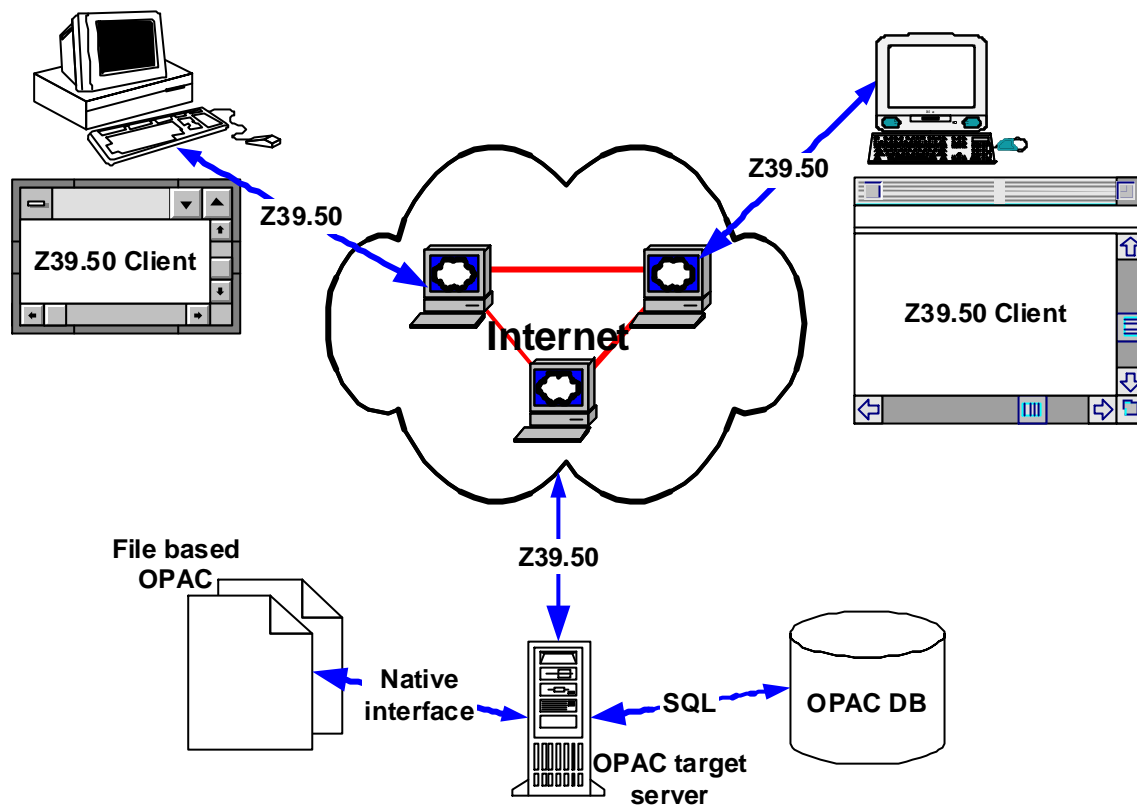 Z39.50
Z39.50
Z39.50 Client
Z39.50 Client
Internet
Z39.50
File based
OPAC
Native
interface
SQL
OPAC DB
OPAC target
server